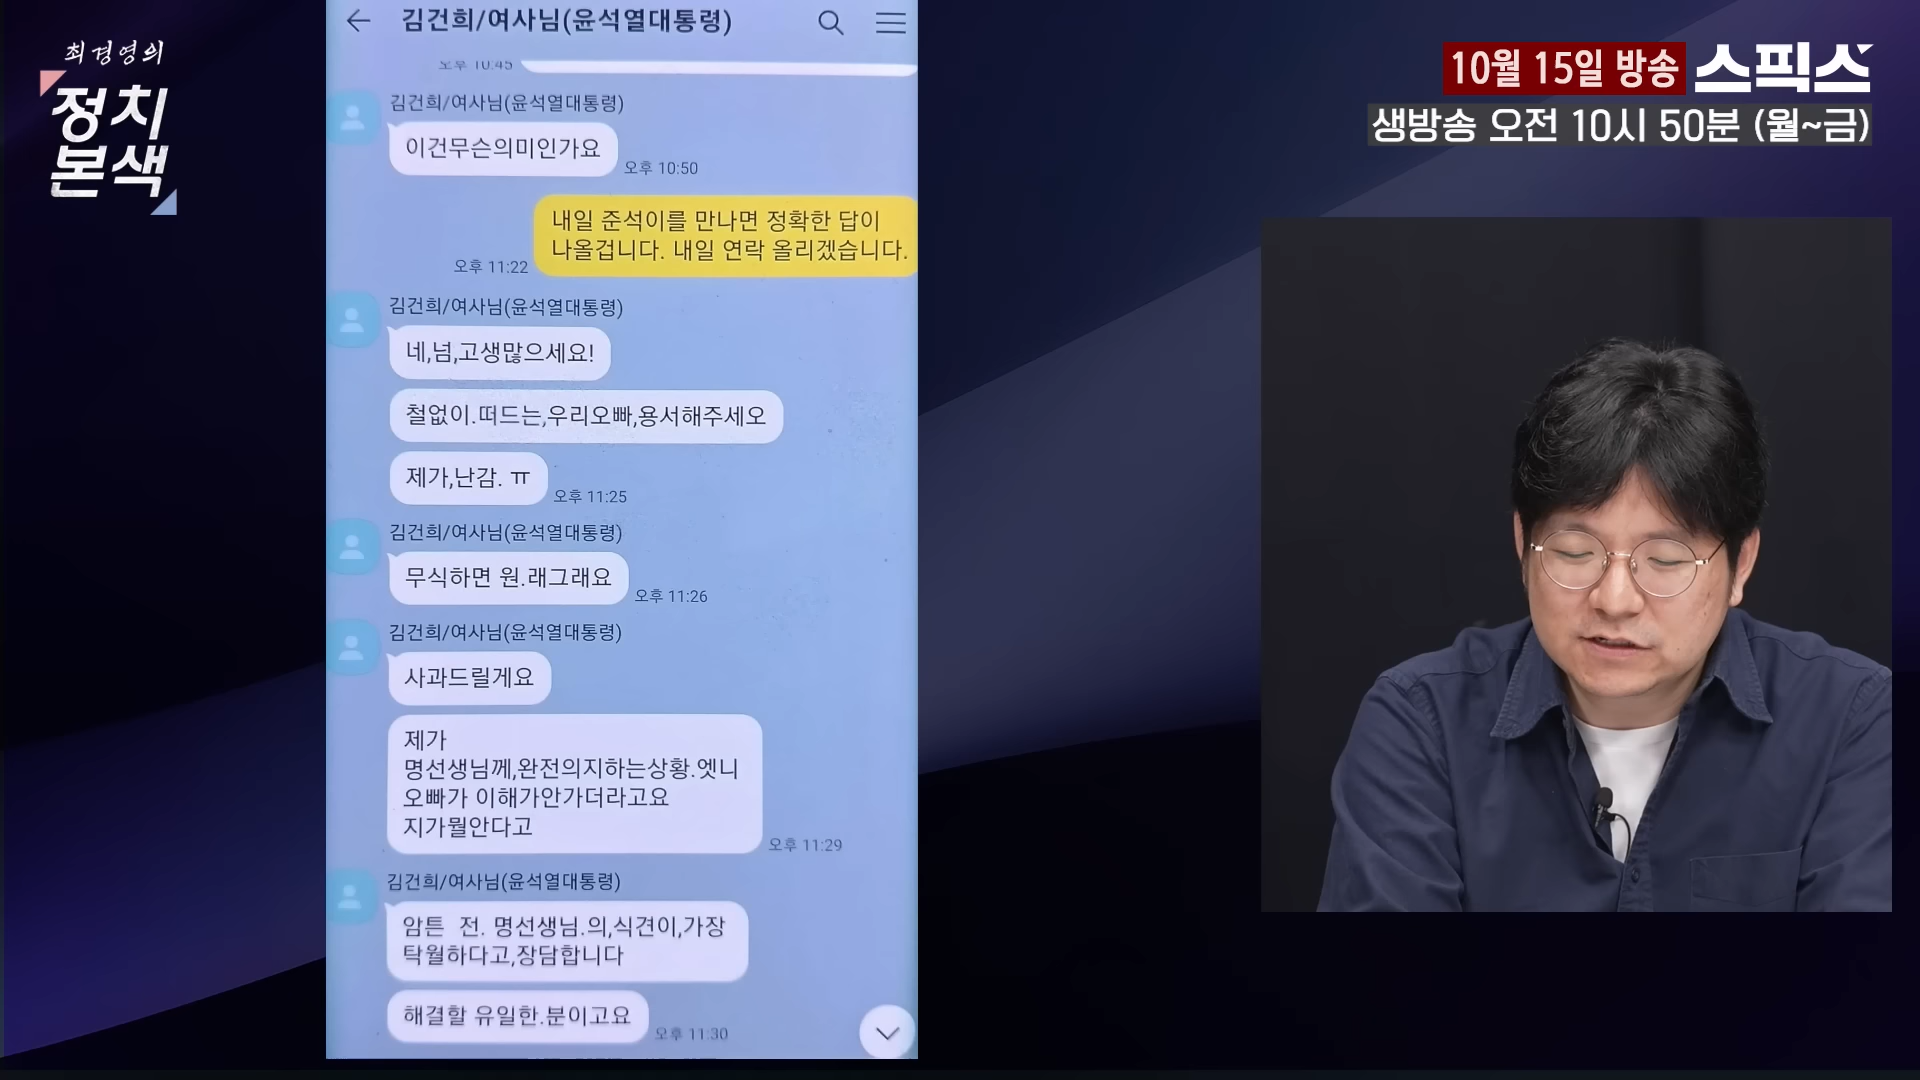 최경영의
정치
본색
10월 15일 방송 스픽스
생방송 오전 10시 50분 (월~금)
김건희/여사님(윤석열대통령)
오후 10:45
김건희/여사님(윤석열대통령)
이건무슨의미인가요
오후 10:50
내일 준석이를 만나면 정확한 답이
나올겁니다. 내일 연락 올리겠습니다.
오후 11:22
김건희/여사님(윤석열대통령)
네,넘,고생많으세요!
철없이.떠드는,우리오빠,용서해주세오
제가,난감. ㅠ
오후 11:25
김건희/여사님(윤석열대통령)
무식하면 원.래그래요
오후 11:26
김건희/여사님(윤석열대통령)
사과드릴게요
제가
명선생님께,완전의지하는상황.엣니
오빠가 이해가안가더라고요
지가뭘안다고
오후 11:29
김건희/여사님(윤석열대통령)
암튼 전. 명선생님.의,식견이,가장
탁월하다고,장담합니다
해결할 유일한.분이고요
오후 11:30